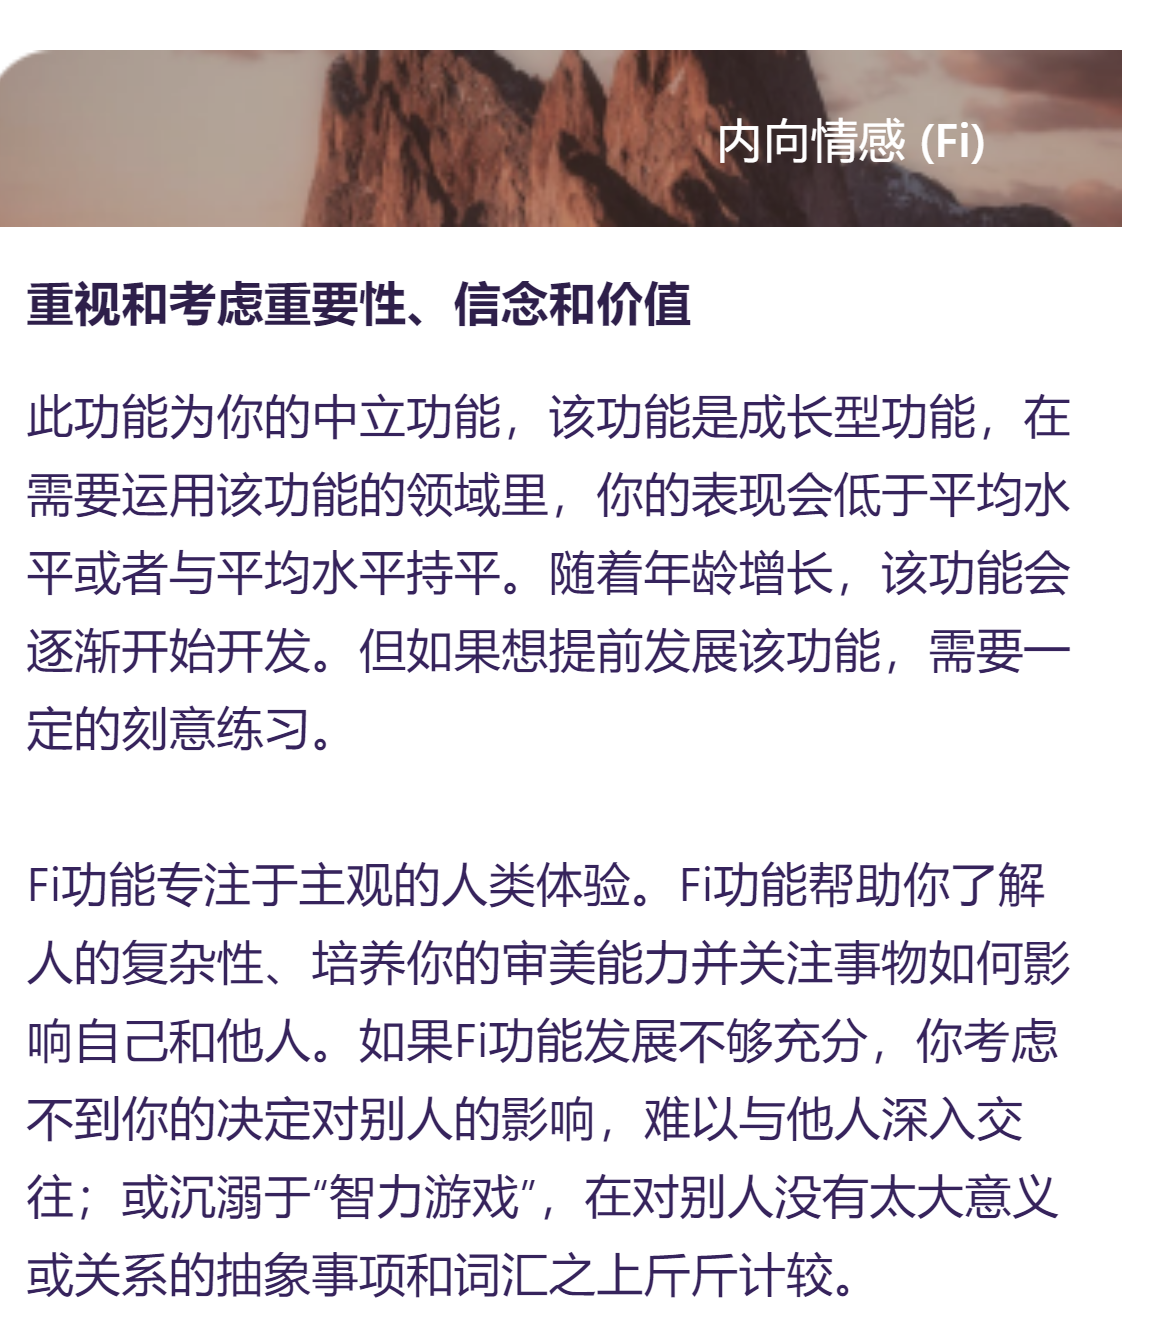 内向情感 (Fi)
重视和考虑重要性、信念和价值
此功能为你的中立功能，该功能是成长型功能，在
需要运用该功能的领域里，你的表现会低于平均水
平或者与平均水平持平。随着年龄增长，该功能会
逐渐开始开发。但如果想提前发展该功能，需要一
定的刻意练习。
Fi功能专注于主观的人类体验。Fi功能帮助你了解
人的复杂性、培养你的审美能力并关注事物如何影
响自己和他人。如果Fi功能发展不够充分，你考虑
不到你的决定对别人的影响，难以与他人深入交
往；或沉溺于“智力游戏”，在对别人没有太大意义
或关系的抽象事项和词汇之上斤斤计较。